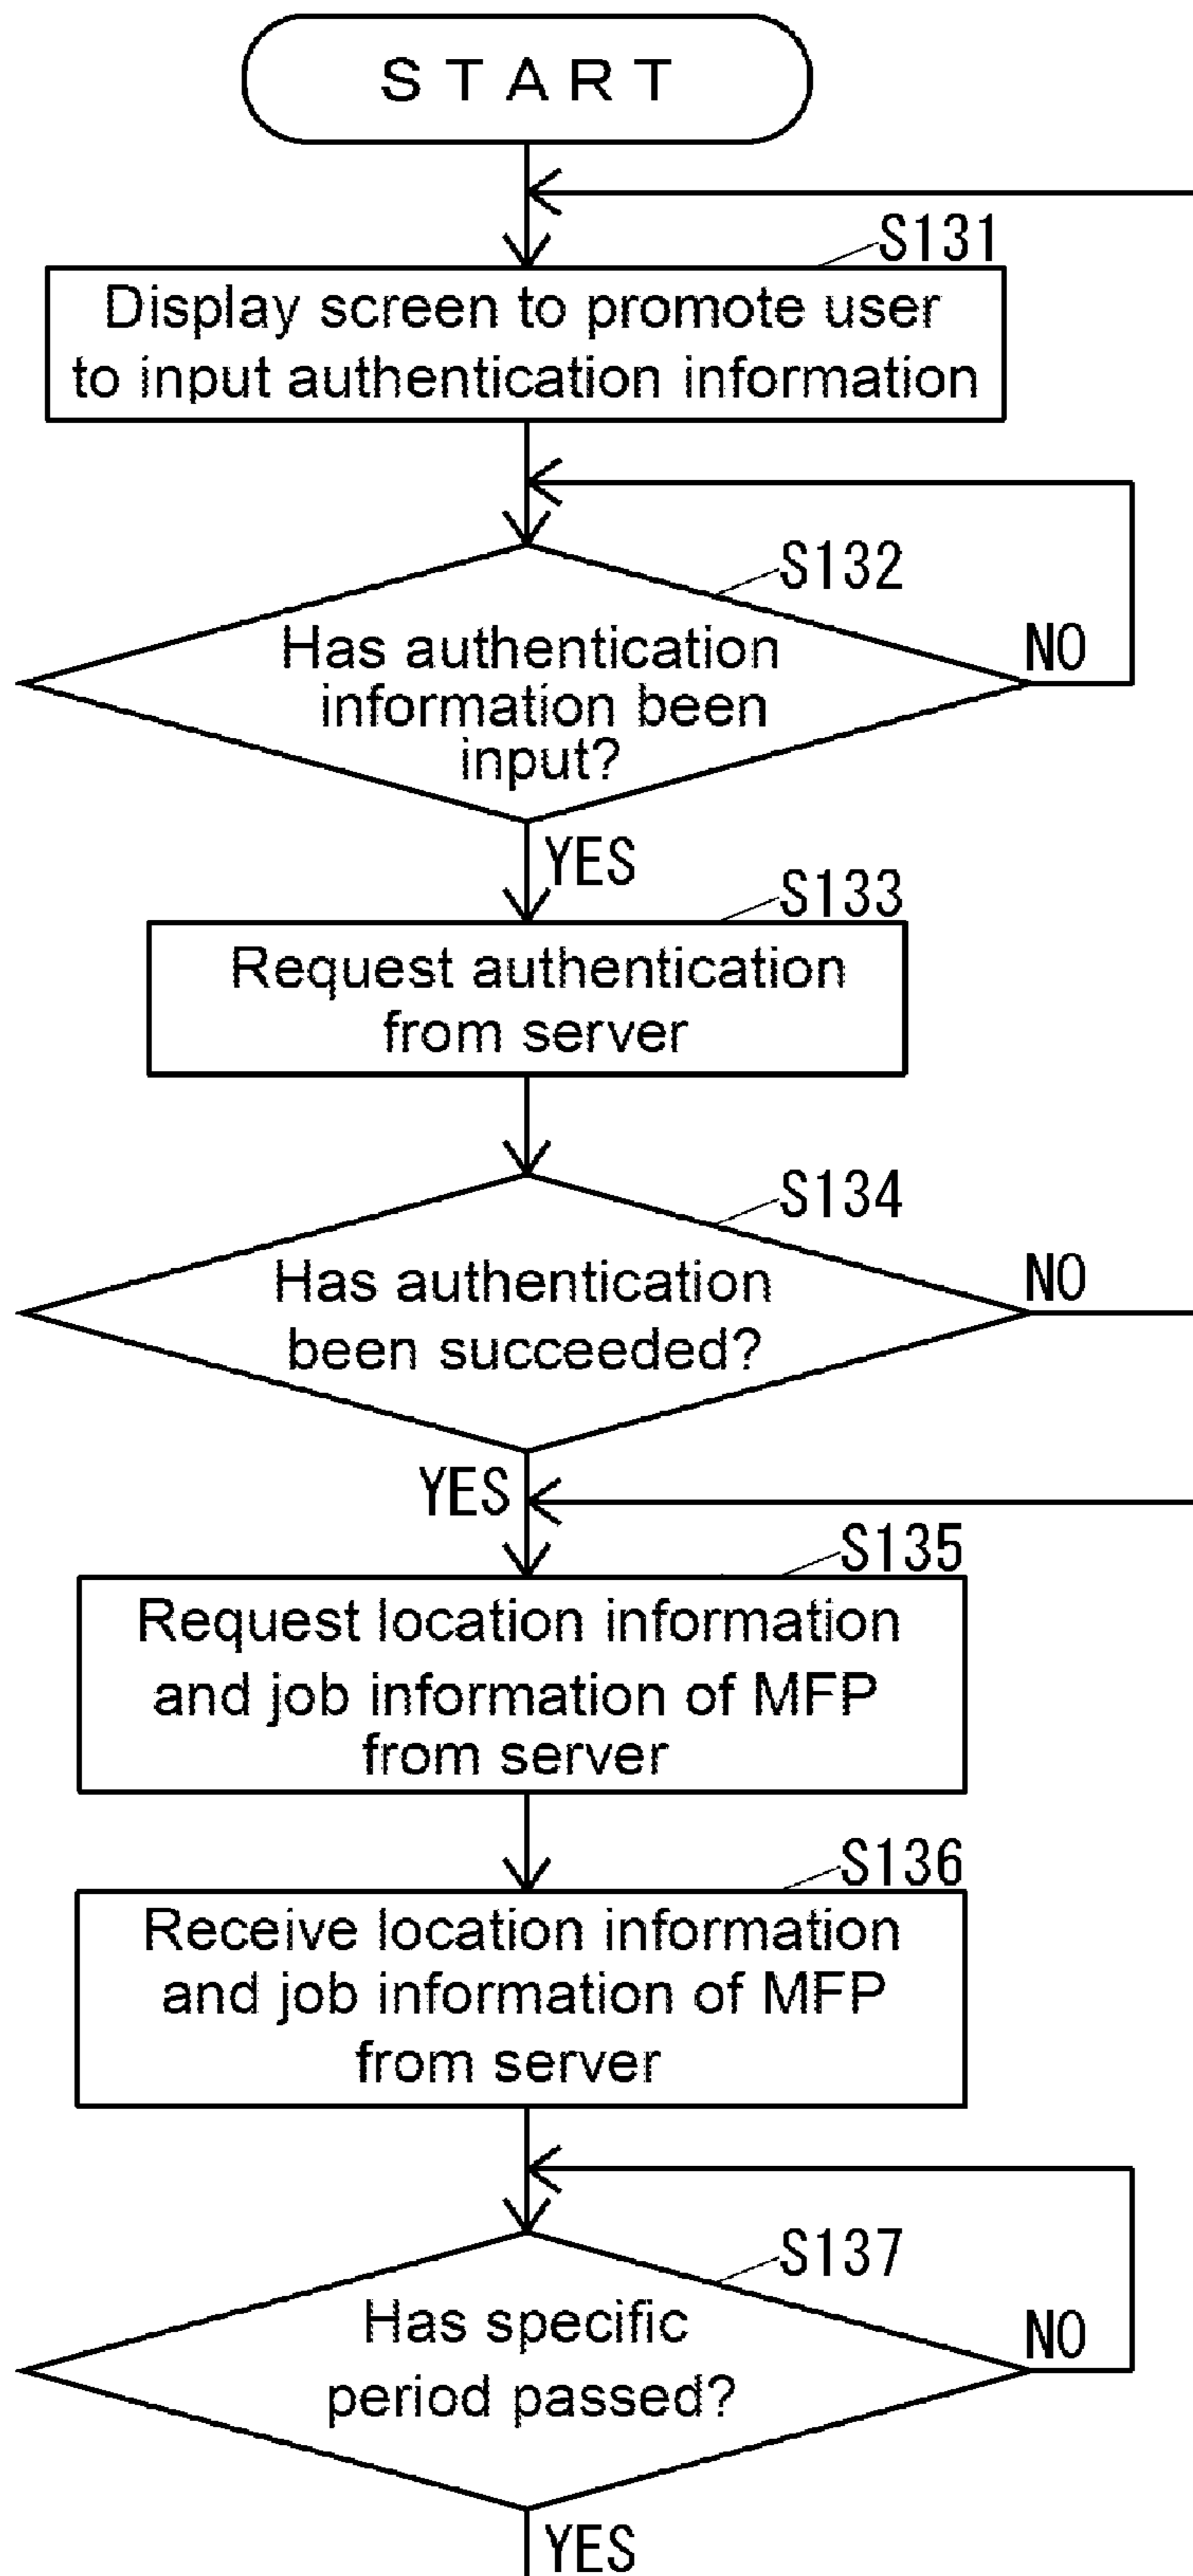 START
S131
Display screen to promote user
to input authentication information
S132
Has authentication
information been
input?
NO
YES
S133
Request authentication
from server
S134
Has authentication
been succeeded?
NO
YES
S135
Request location information
and job information of MFP
from server
S136
Receive location information
and job information of MFP
from server
S137
Has specific
period passed?
NO
YES